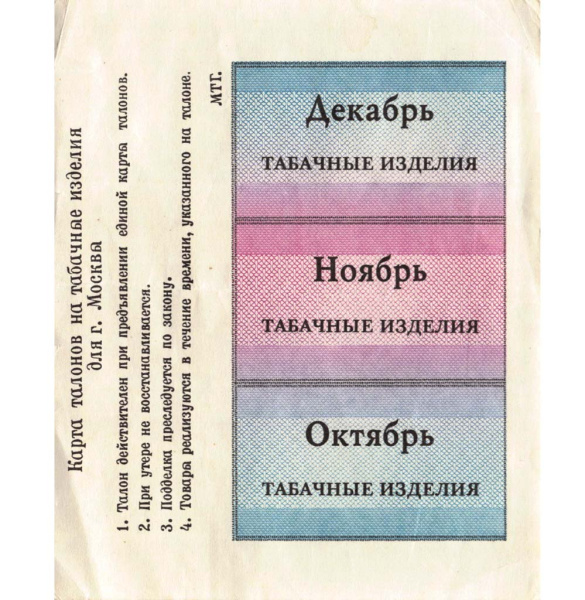 Карта талонов на табачные изделия
для г. Москвы
1. Талон действителен при предъявлении единой карты талонов.
2. При утере не восстанавливается.
3. Подделка преследуется по закону.
4. Товары реализуются в течение времени, указанного на талоне.
МТГ.
Декабрь
ТАБАЧНЫЕ ИЗДЕЛИЯ
Ноябрь
ТАБАЧНЫЕ ИЗДЕЛИЯ
Октябрь
ТАБАЧНЫЕ ИЗДЕЛИЯ